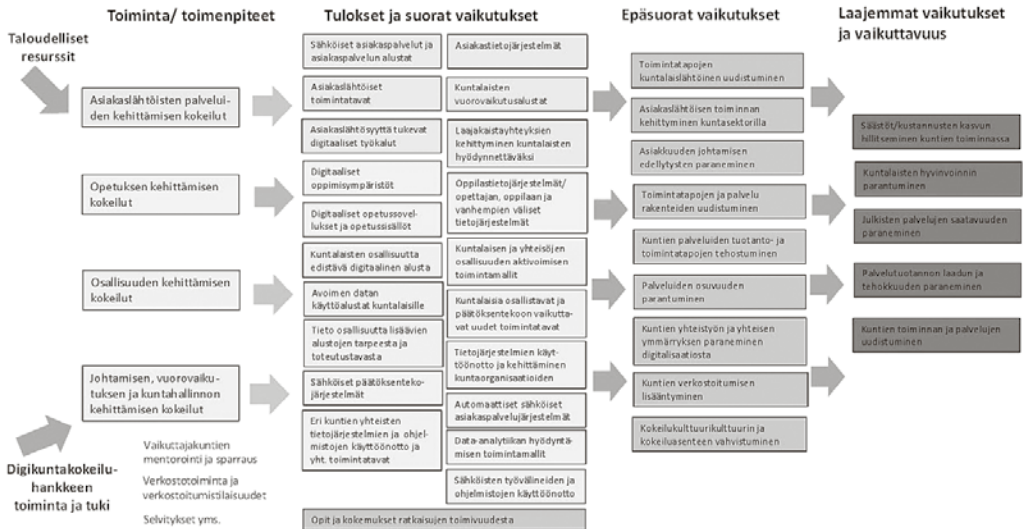 Toiminta/ toimenpiteet
Taloudelliset
resurssit
Asiakaslähtöisten palvelui-
den kehittämisen kokeilut
Opetuksen kehittämisen
kokeilut
Osallisuuden kehittämisen
kokeilut
Johtamisen, vuorovaiku-
tuksen ja kuntahallinnon
kehittämisen kokeilut
Digikuntakokeilu-
hankkeen
toiminta ja tuki
Vaikuttajakuntien
mentorointi ja sparraus
Verkostotoiminta ja
verkostoitumistilaisuudet
Selvitykset yms.
Tulokset ja suorat vaikutukset
Sähköiset asiakaspalvelut ja
asiakaspalvelun alustat
Asiakaslähtöiset
toimintatavat
Asiakaslähtösyyttä tukevat
digitaaliset työkalut
Digitaaliset
oppimisympäristöt
Digitaaliset opetussovel-
lukset ja opetussisällöt
Kuntalaisten osallisuutta
edistävä digitaalinen alusta
Avoimen datan
käyttöalustat kuntalaisille
Tieto osallisuutta lisäävien
alustojen tarpeesta ja
toteutustavasta
Sähköiset päätöksenteko-
järjestelmät
Eri kuntien yhteisten
tietojärjestelmien ja ohjel-
mistojen käyttöönotto ja
yht. toimintatavat
Asiakastietojärjestelmät
Kuntalaisten
vuorovaikutusalustat
Laajakaistayhteyksien
kehittyminen kuntalaisten
hyödynnettäväksi
Oppilastietojärjestelmät/
opettajan, oppilaan ja
vanhempien väliset
tietojärjestelmät
Kuntalaisen ja yhteisöjen
osallisuuden aktivoimisen
toimintamallit
Kuntalaisia osallistavat ja
päätöksentekoon vaikutta-
vat uudet toimintatavat
Tietojärjestelmien käyt-
töönotto ja kehittäminen
kuntaorganisaatioiden
Automaattiset sähköiset
asiakaspalvelujärjestelmät
Data-analytiikan hyödyntä-
misen toimintamallit
Sähköisten työvälineiden ja
ohjelmistojen käyttöönotto
Opit ja kokemukset ratkaisujen toimivuudesta
Epäsuorat vaikutukset
Toimintatapojen
kuntalaislähtöinen uudistuminen
Asiakaslähtöisen toiminnan
kehittyminen kuntasektorilla
Asiakkuuden johtamisen
edellytysten paraneminen
Toimintatapojen ja palvelu
rakenteiden uudistuminen
Kuntien palveluiden tuotanto- ja
toimintatapojen tehostuminen
Palveluiden osuvuuden
parantuminen
Kuntien yhteistyön ja yhteisen
ymmärryksen paraneminen
digitalisaatiosta
Kuntien verkostoitumisen
lisääntyminen
Kokeilukulttuurikulttuurin ja
kokeiluasenteen vahvistuminen
Laajemmat vaikutukset
ja vaikuttavuus
Säästöt/kustannusten kasvun
hillitseminen kuntien toiminnassa
Kuntalaisten hyvinvoinnin
parantuminen
Julkisten palvelujen saatavuuden
paraneminen
Palvelutuotannon laadun ja
tehokkuuden paraneminen
Kuntien toiminnan ja palvelujen
uudistuminen